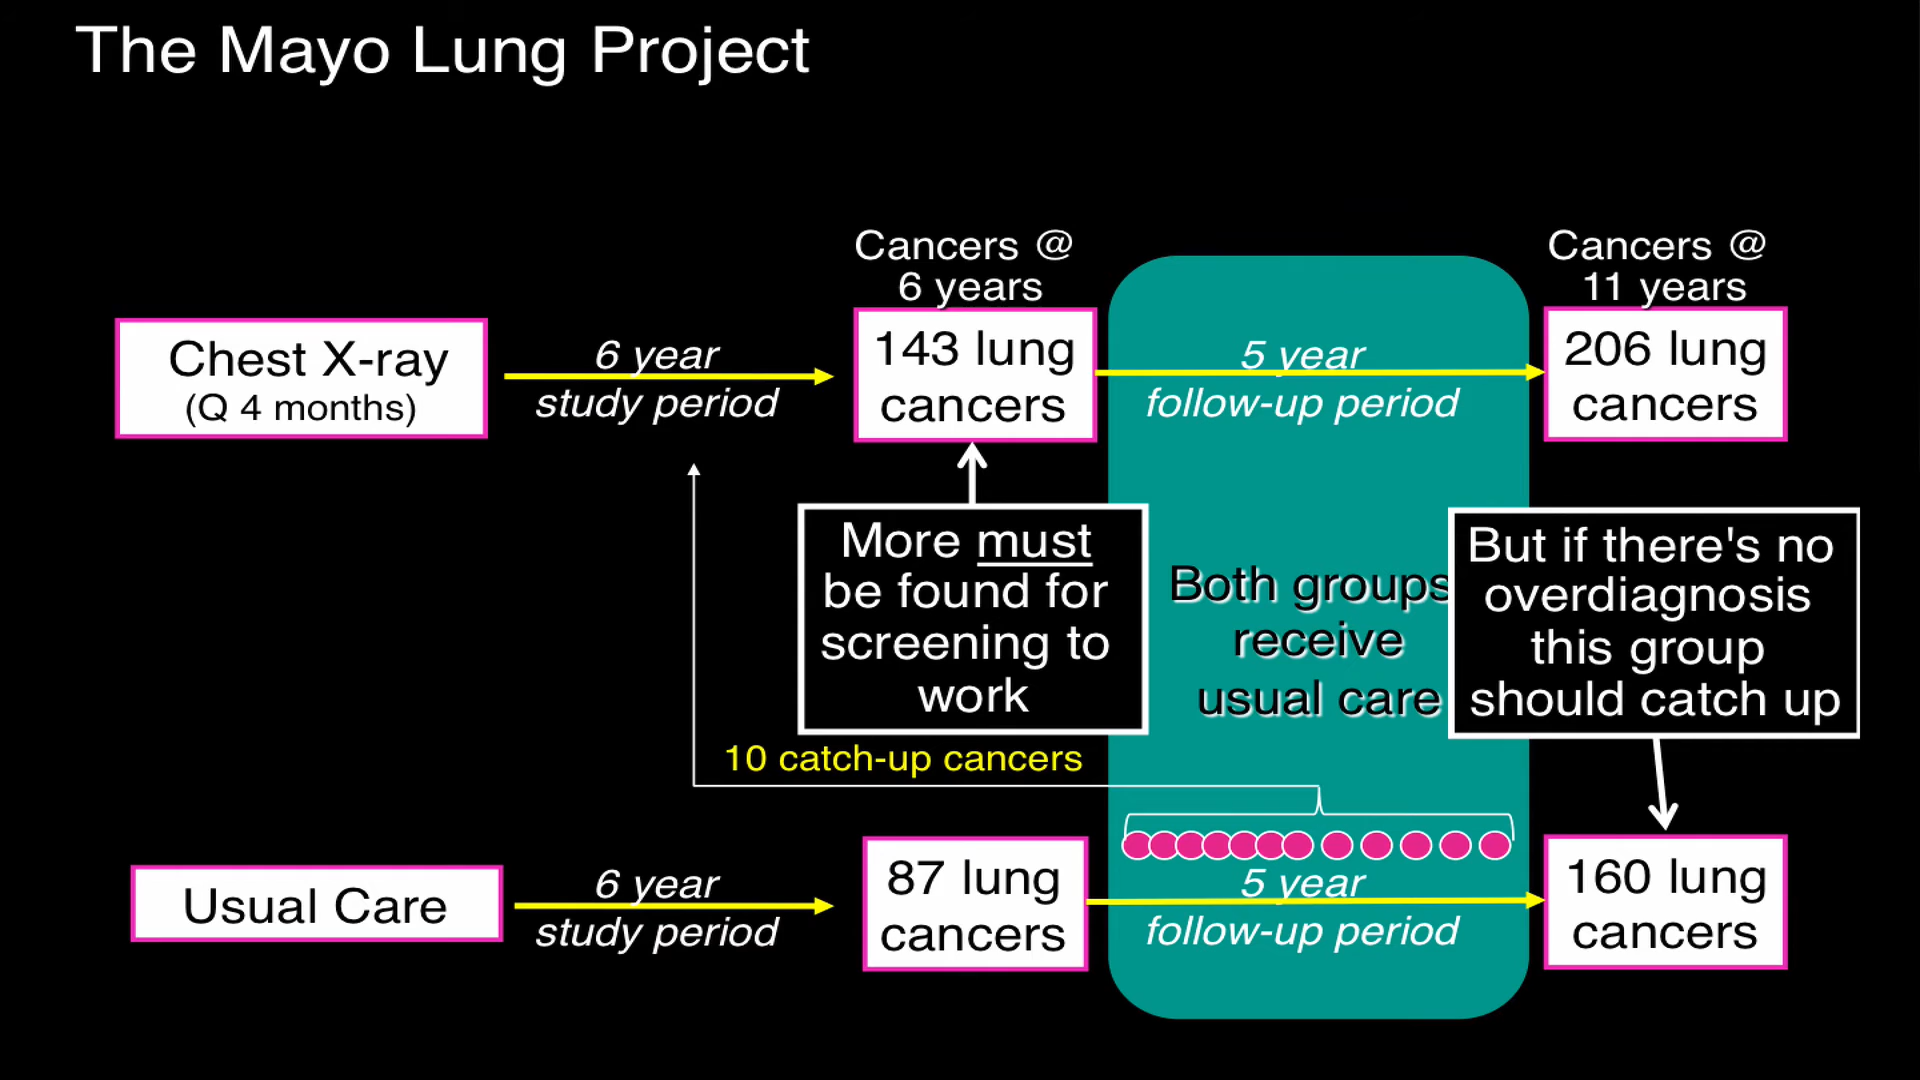 The Mayo Lung Project
Cancers @
6 years
Cancers @
11 years
Chest X-ray
(Q 4 months)
6 year
study period
143 lung
cancers
5 year
follow-up period
206 lung
cancers
More must
be found for
screening to
work
Both groups
receive
usual care
But if there's no
overdiagnosis
this group
should catch up
10 catch-up cancers
Usual Care
6 year
study period
87 lung
cancers
5 year
follow-up period
160 lung
cancers